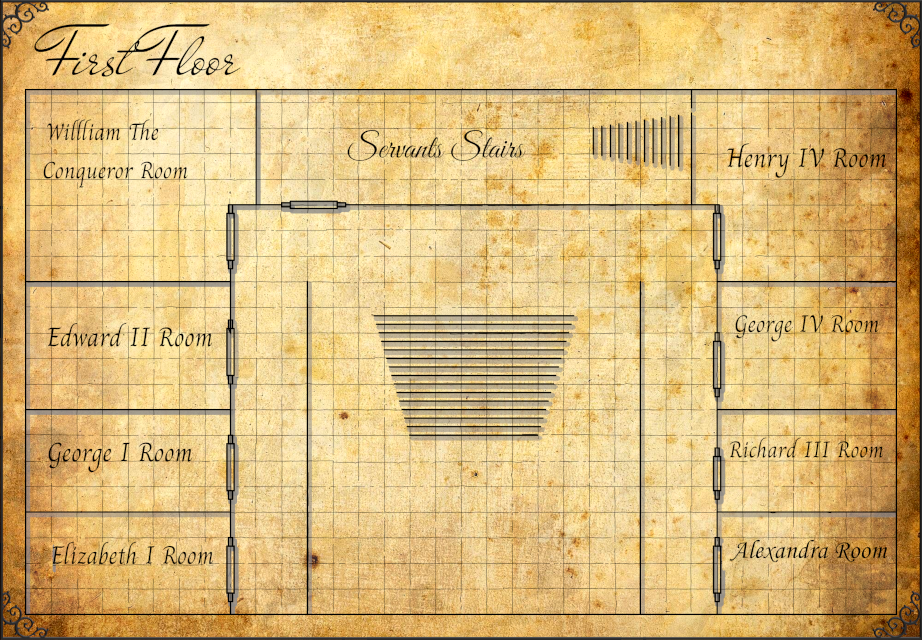 First Floor
Willliam The
Conqueror Room
Servants Stairs
Henry IV Room
Edward II Room
George IV Room
George I Room
Richard III Room
Elizabeth I Room
Alexandra Room